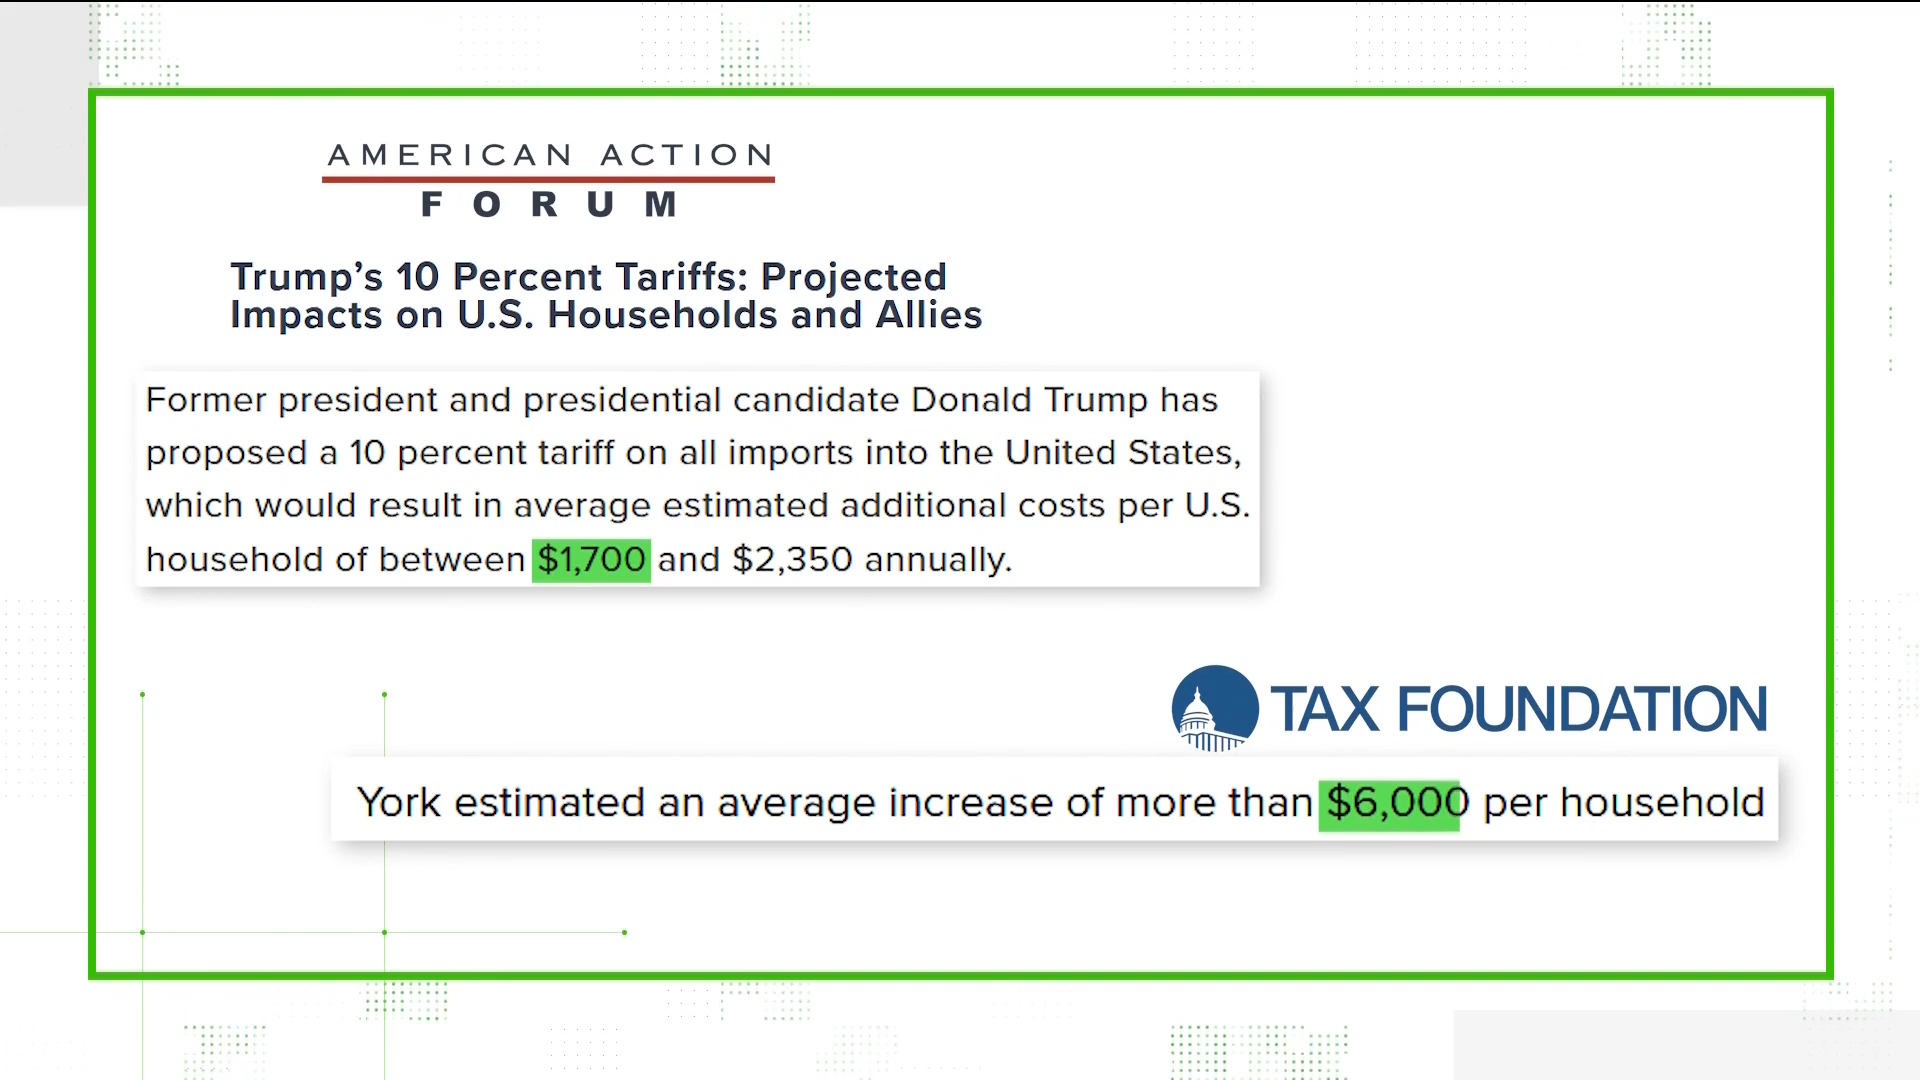 AMERICAN ACTION
FORUM
Trump’s 10 Percent Tariffs: Projected
Impacts on U.S. Households and Allies
Former president and presidential candidate Donald Trump has
proposed a 10 percent tariff on all imports into the United States,
which would result in average estimated additional costs per U.S.
household of between $1,700 and $2,350 annually.
TAX FOUNDATION
York estimated an average increase of more than $6,000 per household